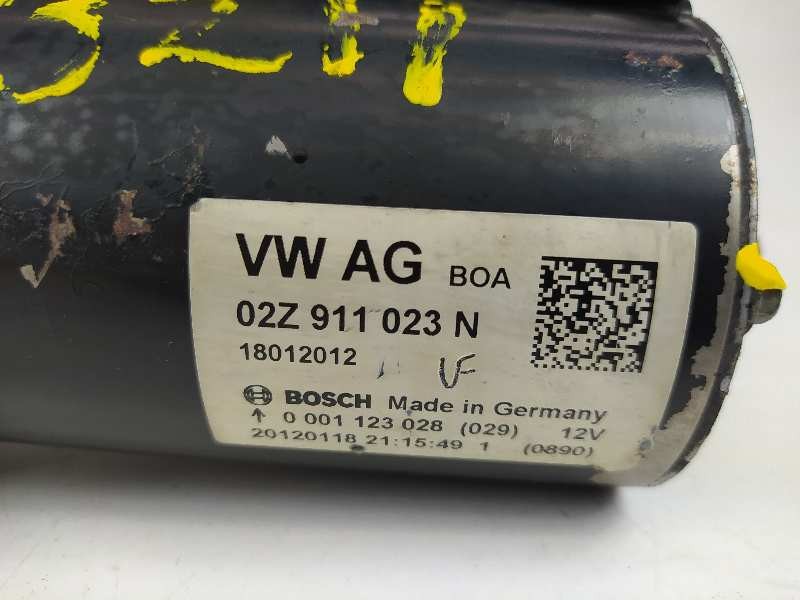 VW AG BOA
02Z 911 023 N
18012012
VF
BOSCH Made in Germany
↑ 0 001 123 028 (029) 12V
20120118 21:15:49 1 (0890)